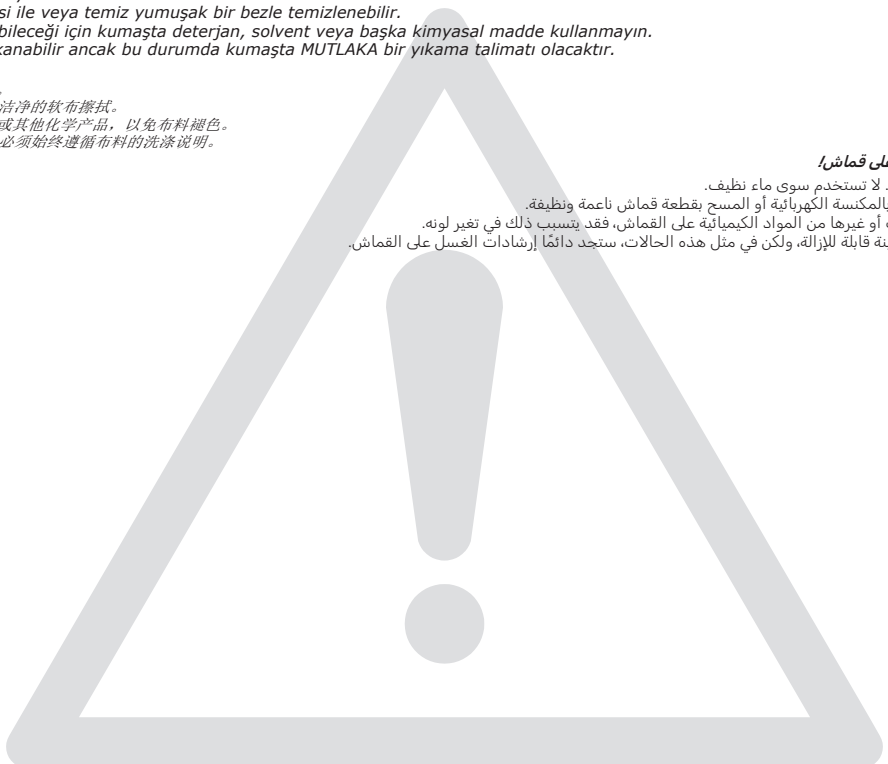 si ile veya temiz yumuşak bir bezle temizlenebilir.
bileceği için kumaşta deterjan, solvent veya başka kimyasal madde kullanmayın.
kanabilir ancak bu durumda kumaşta MUTLAKA bir yıkama talimatı olacaktır.
。
洁净的软布擦拭。
或其他化学产品，以免布料褪色。
必须始终遵循布料的洗涤说明。
على قماش!
. لا تستخدم سوى ماء نظيف.
بالمكنسة الكهربائية أو المسح بقطعة قماش ناعمة ونظيفة.
أو غيرها من المواد الكيميائية على القماش، فقد يتسبب ذلك في تغير لونه.
قابلة للإزالة، ولكن في مثل هذه الحالات، ستجد دائمًا إرشادات الغسل على القماش.